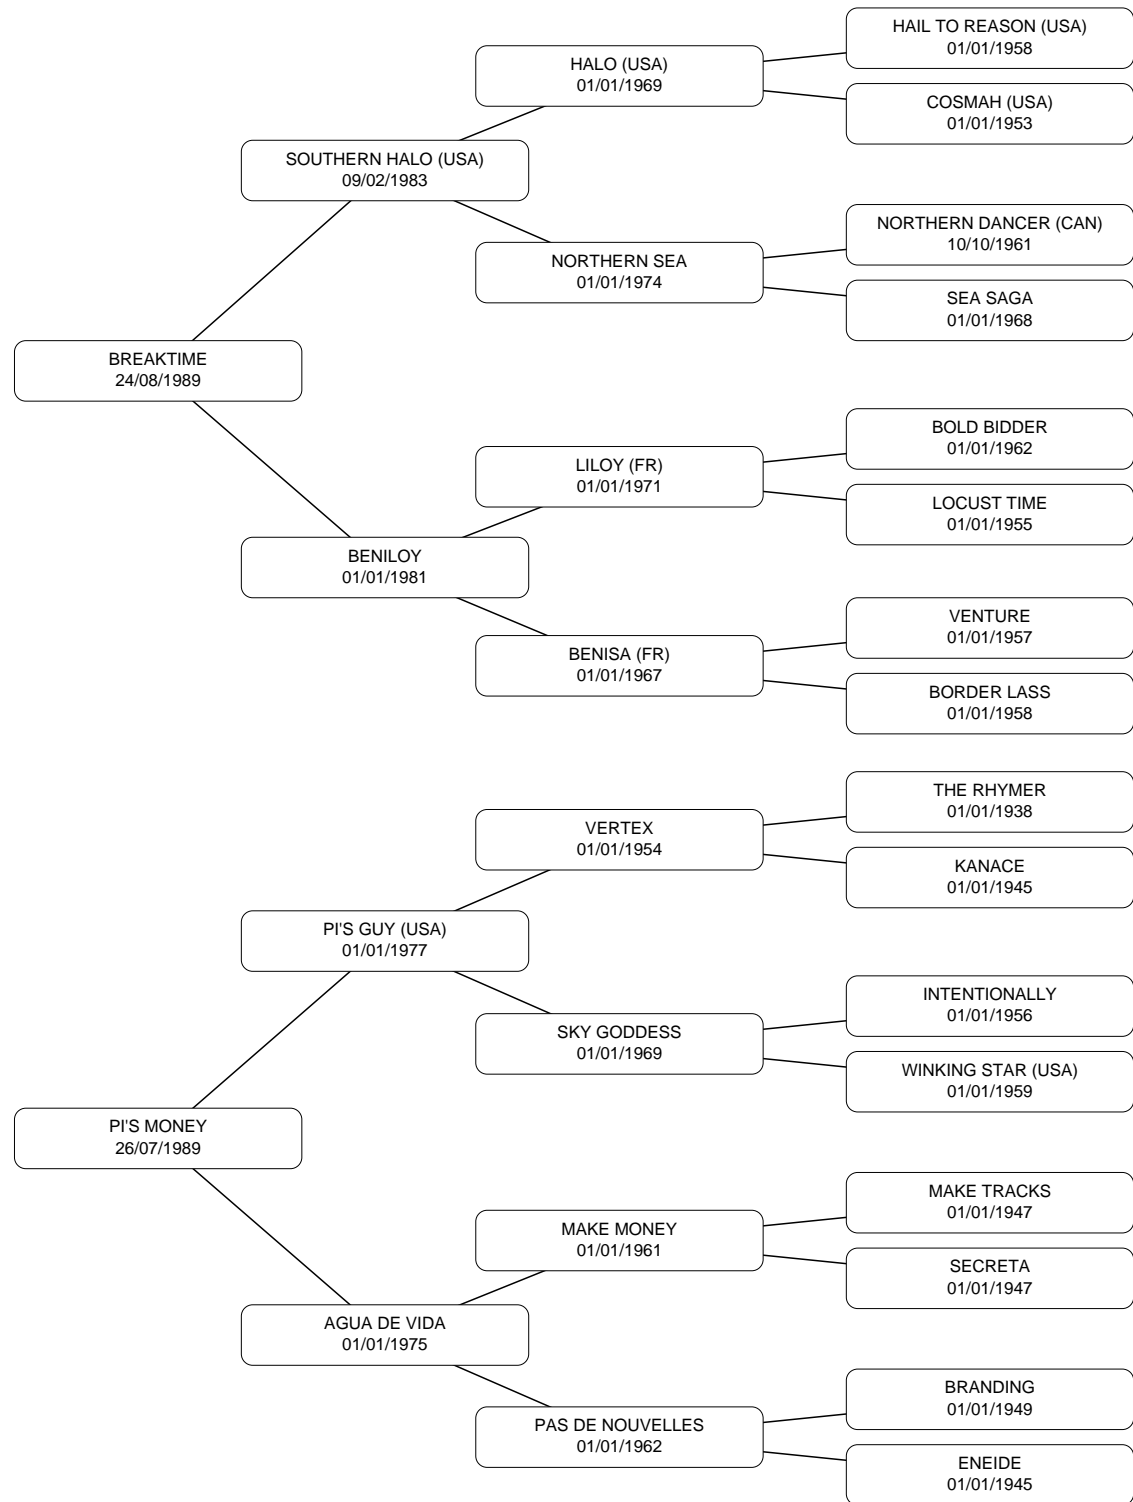 HAIL TO REASON (USA)
01/01/1958
HALO (USA)
01/01/1969
COSMAH (USA)
01/01/1953
SOUTHERN HALO (USA)
09/02/1983
NORTHERN DANCER (CAN)
10/10/1961
NORTHERN SEA
01/01/1974
SEA SAGA
01/01/1968
BREAKTIME
24/08/1989
BOLD BIDDER
01/01/1962
LILOY (FR)
01/01/1971
LOCUST TIME
01/01/1955
BENILOY
01/01/1981
VENTURE
01/01/1957
BENISA (FR)
01/01/1967
BORDER LASS
01/01/1958
THE RHYMER
01/01/1938
VERTEX
01/01/1954
KANACE
01/01/1945
PI'S GUY (USA)
01/01/1977
INTENTIONALLY
01/01/1956
SKY GODDESS
01/01/1969
WINKING STAR (USA)
01/01/1959
PI'S MONEY
26/07/1989
MAKE TRACKS
01/01/1947
MAKE MONEY
01/01/1961
SECRETA
01/01/1947
AGUA DE VIDA
01/01/1975
BRANDING
01/01/1949
PAS DE NOUVELLES
01/01/1962
ENEIDE
01/01/1945